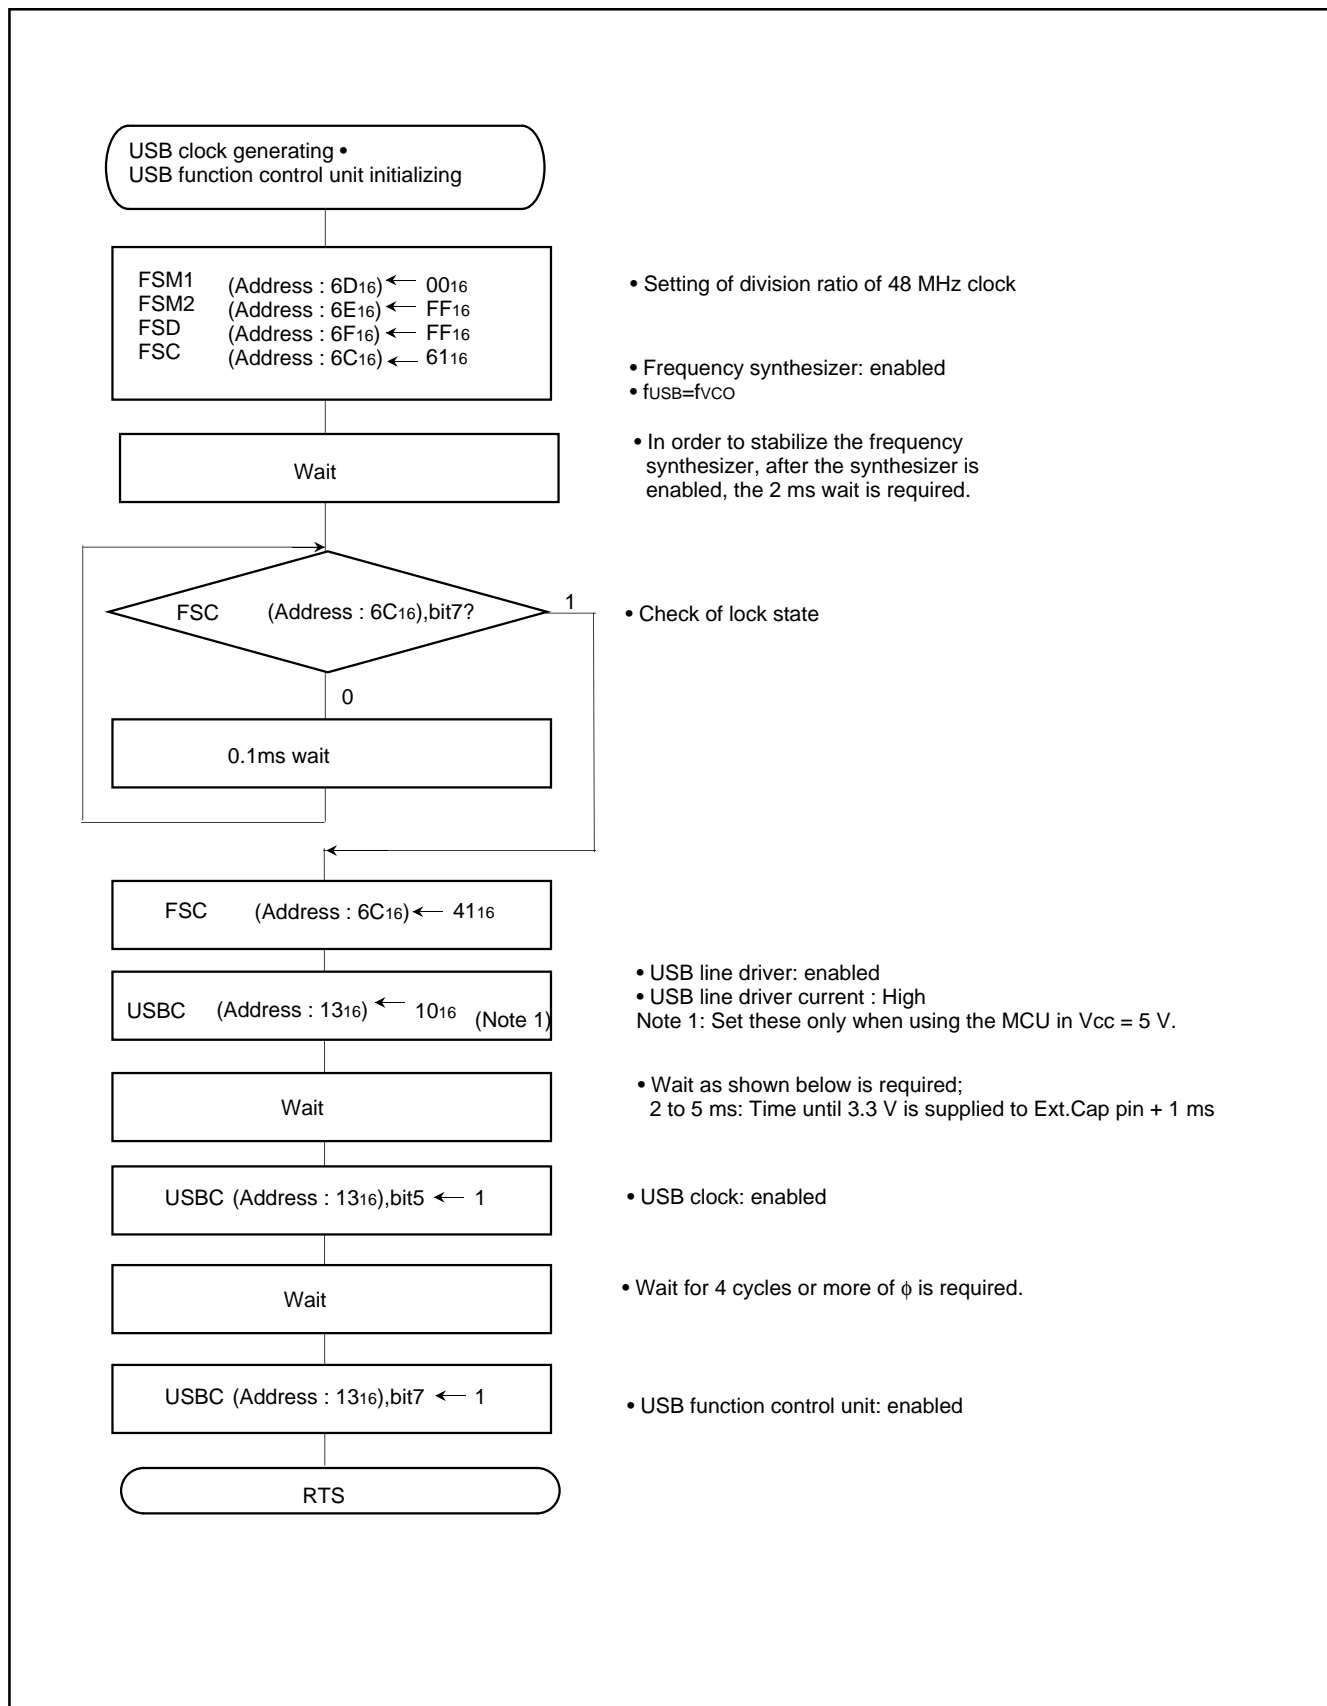 USB clock generating •
USB function control unit initializing
FSM1 (Address : 6D16) ← 0016
FSM2 (Address : 6E16) ← FF16
FSD (Address : 6F16) ← FF16
FSC (Address : 6C16) ← 6116
• Setting of division ratio of 48 MHz clock
• Frequency synthesizer: enabled
• fUSB=fVCO
Wait
• In order to stabilize the frequency
synthesizer, after the synthesizer is
enabled, the 2 ms wait is required.
FSC (Address : 6C16),bit7?
1
• Check of lock state
0
0.1ms wait
FSC (Address : 6C16) ← 4116
USBC (Address : 1316) ← 1016 (Note 1)
• USB line driver: enabled
• USB line driver current : High
Note 1: Set these only when using the MCU in Vcc = 5 V.
Wait
• Wait as shown below is required;
2 to 5 ms: Time until 3.3 V is supplied to Ext.Cap pin + 1 ms
USBC (Address : 1316),bit5 ← 1
• USB clock: enabled
Wait
• Wait for 4 cycles or more of ϕ is required.
USBC (Address : 1316),bit7 ← 1
• USB function control unit: enabled
RTS